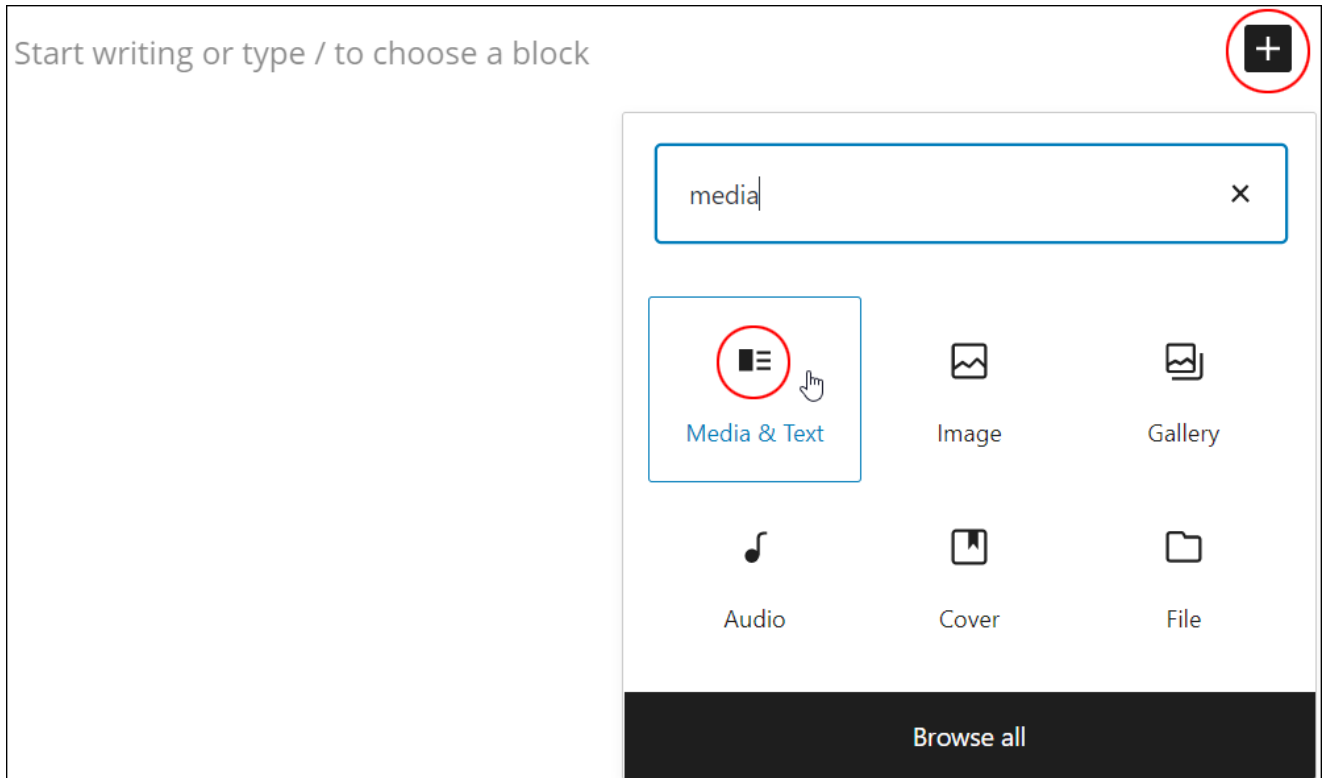 Start writing or type / to choose a block
media
Media & Text
Image
Gallery
Audio
Cover
File
Browse all